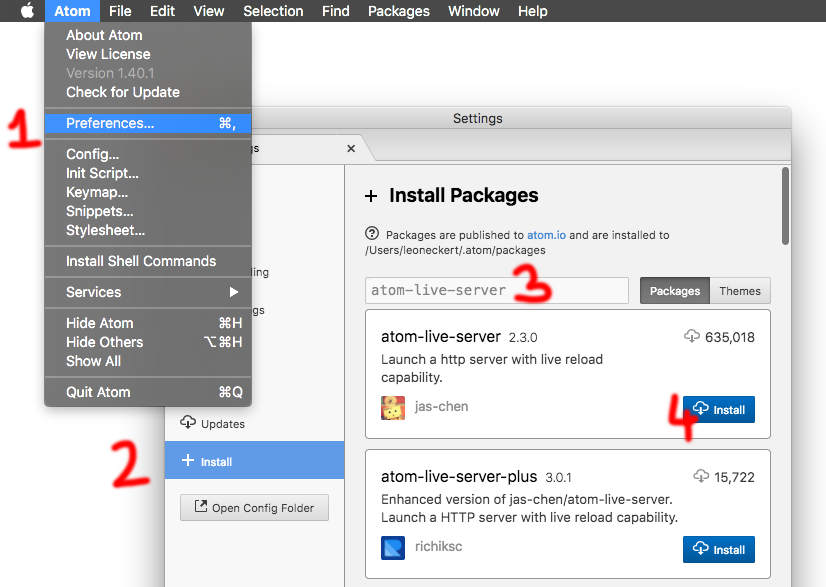 Atom File Edit View Selection Find Packages Window Help
About Atom
View License
Version 1.40.1
Check for Update
1
Preferences... ⌘,
Config...
Init Script...
Keymap...
Snippets...
Stylesheet...
Install Shell Commands
Services ▶
Hide Atom ⌘H
Hide Others ⌥⌘H
Show All
Quit Atom ⌘Q
Settings
gs ×
ling
gs
Updates
2
+ Install
Open Config Folder
+ Install Packages
? Packages are published to atom.io and are installed to
/Users/leoneckert/.atom/packages
atom-live-server 3 Packages Themes
atom-live-server 2.3.0 635,018
Launch a http server with live reload
capability.
jas-chen 4 Install
atom-live-server-plus 3.0.1 15,722
Enhanced version of jas-chen/atom-live-server.
Launch a HTTP server with live reload capability.
richiksc Install